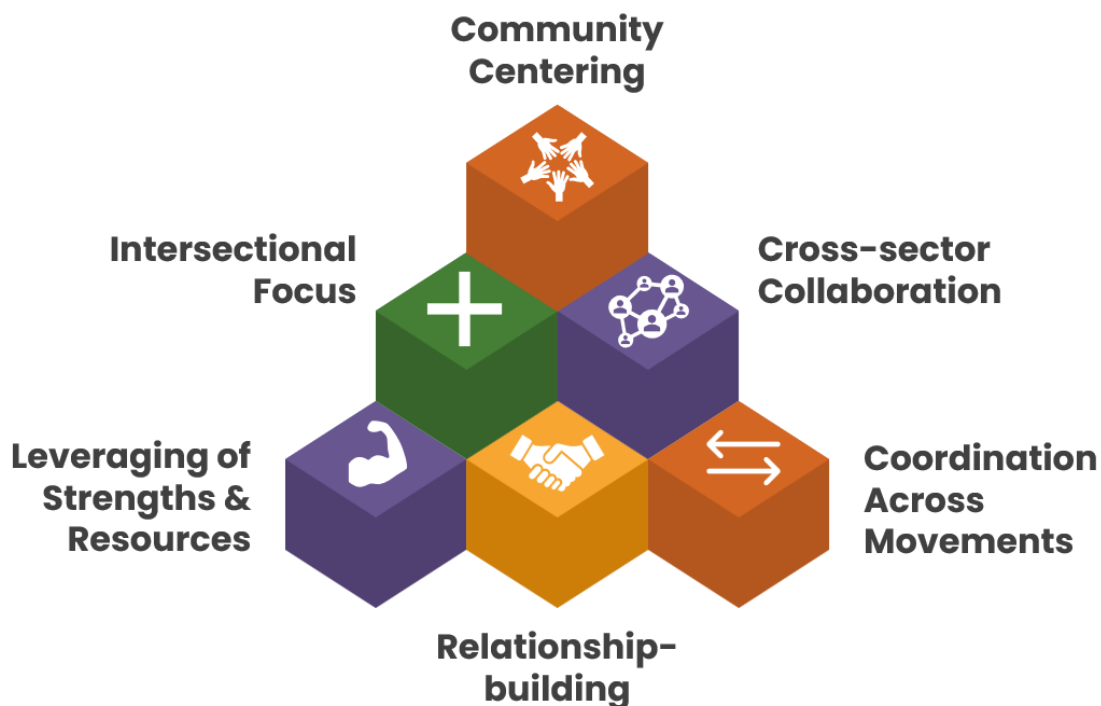 Community
Centering
Intersectional
Focus
Cross-sector
Collaboration
Leveraging of
Strengths &
Resources
Coordination
Across
Movements
Relationship-
building